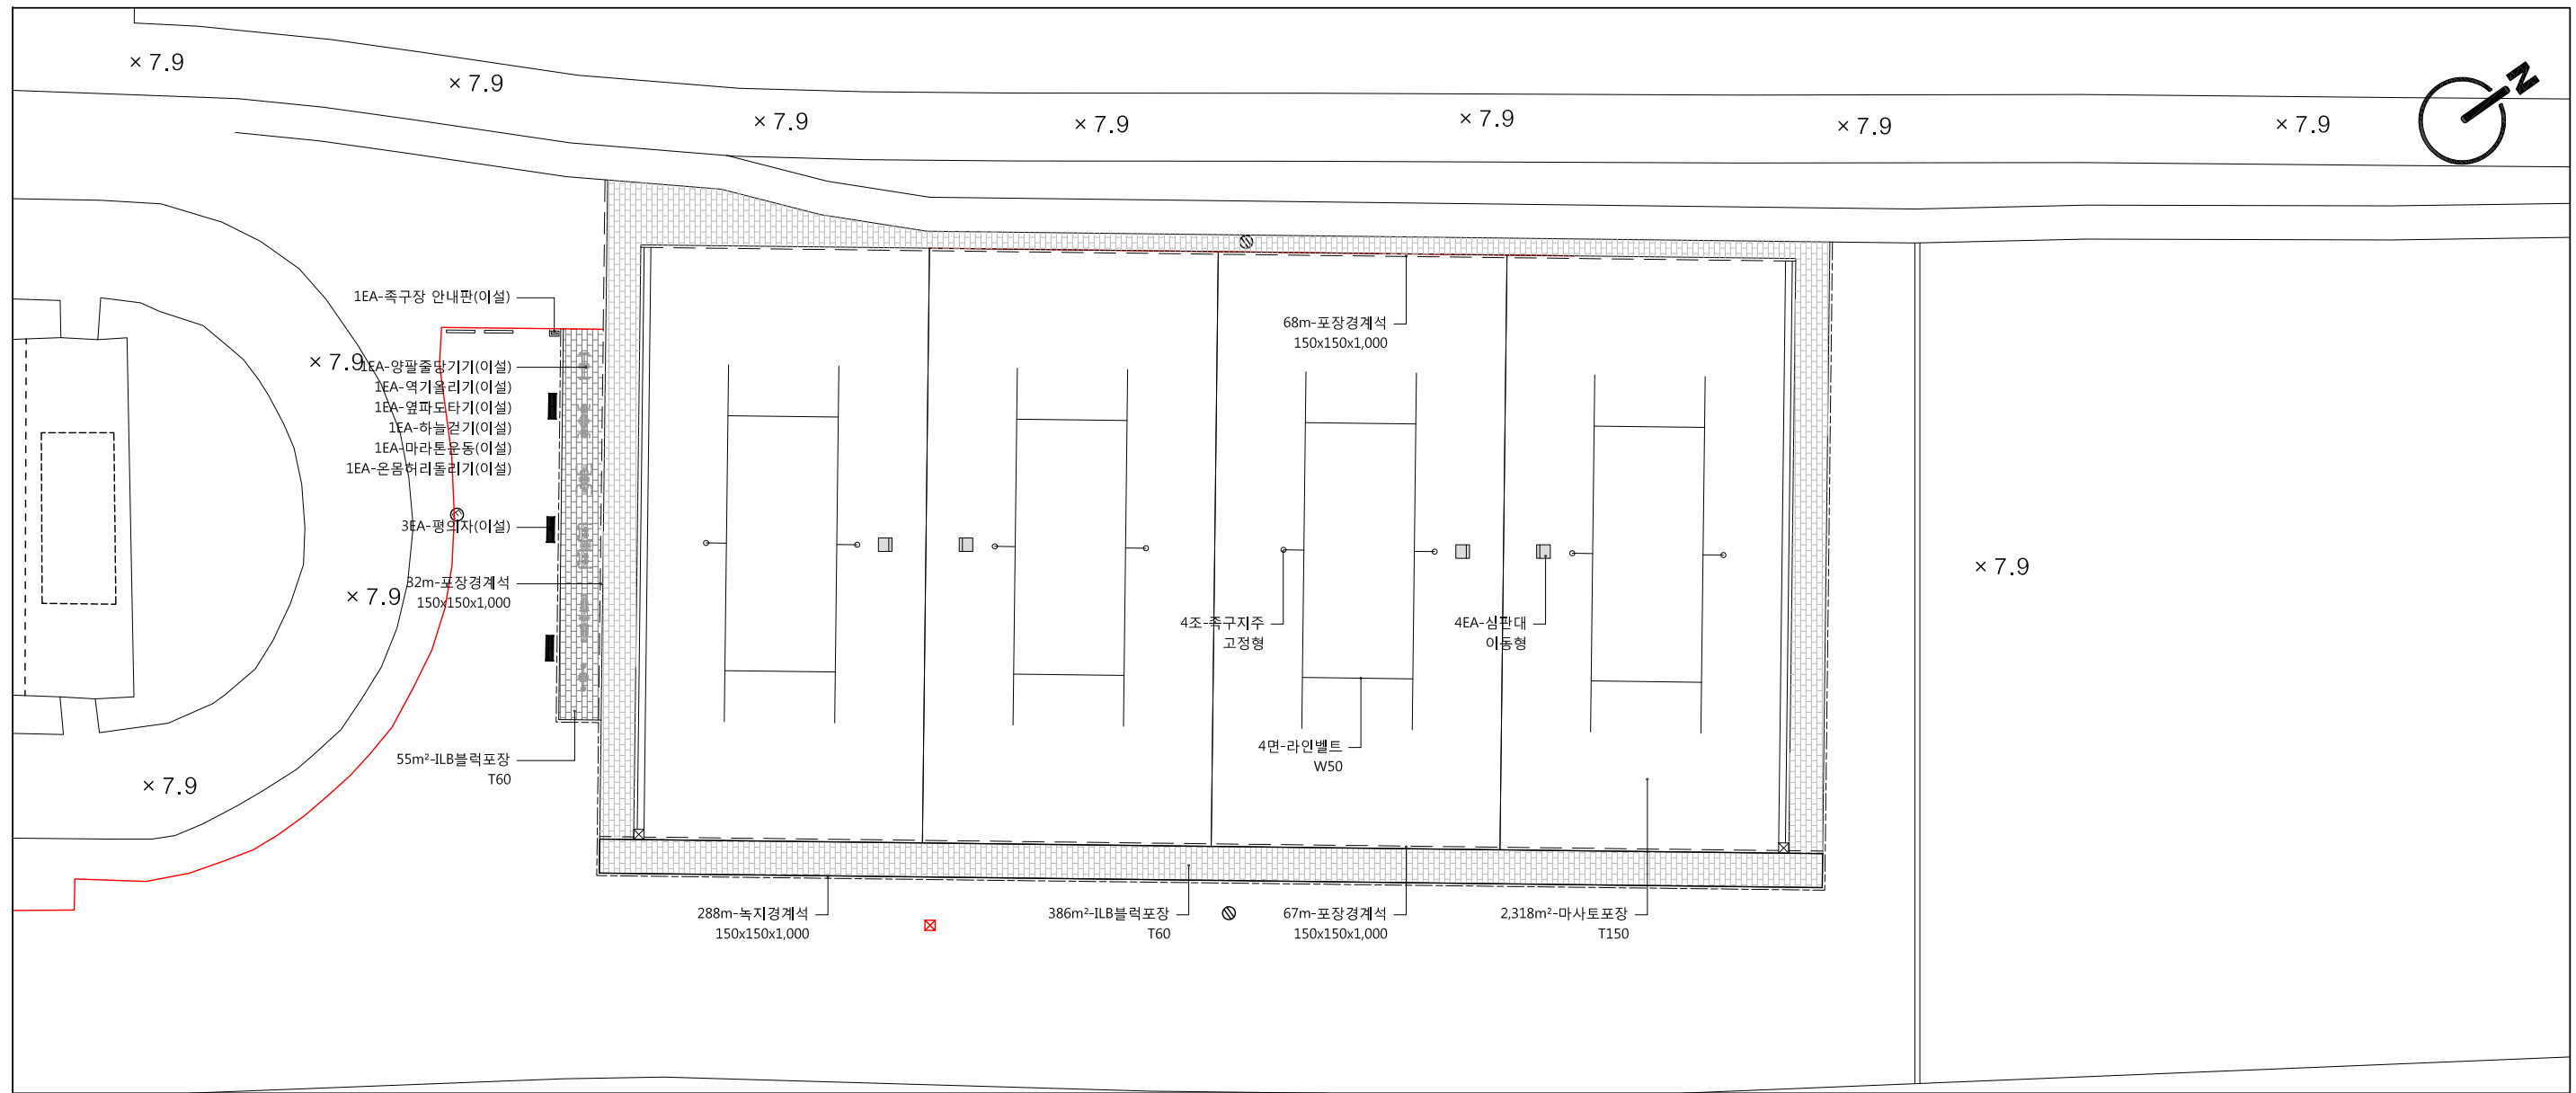 × 7.9
× 7.9
× 7.9
× 7.9
× 7.9
× 7.9
× 7.9
N
1EA-족구장 안내판(이설)
68m-포장경계석
150x150x1,000
× 7.9
1EA-양팔줄당기기(이설)
1EA-역기올리기(이설)
1EA-옆파도타기(이설)
1EA-하늘걷기(이설)
1EA-마라톤운동(이설)
1EA-온몸허리돌리기(이설)
3EA-평의자(이설)
× 7.9
32m-포장경계석
150x150x1,000
× 7.9
4조-족구지주
고정형
4EA-심판대
이동형
4면-라인벨트
W50
55m²-ILB블럭포장
T60
× 7.9
288m-녹지경계석
150x150x1,000
386m²-ILB블럭포장
T60
67m-포장경계석
150x150x1,000
2,318m²-마사토포장
T150